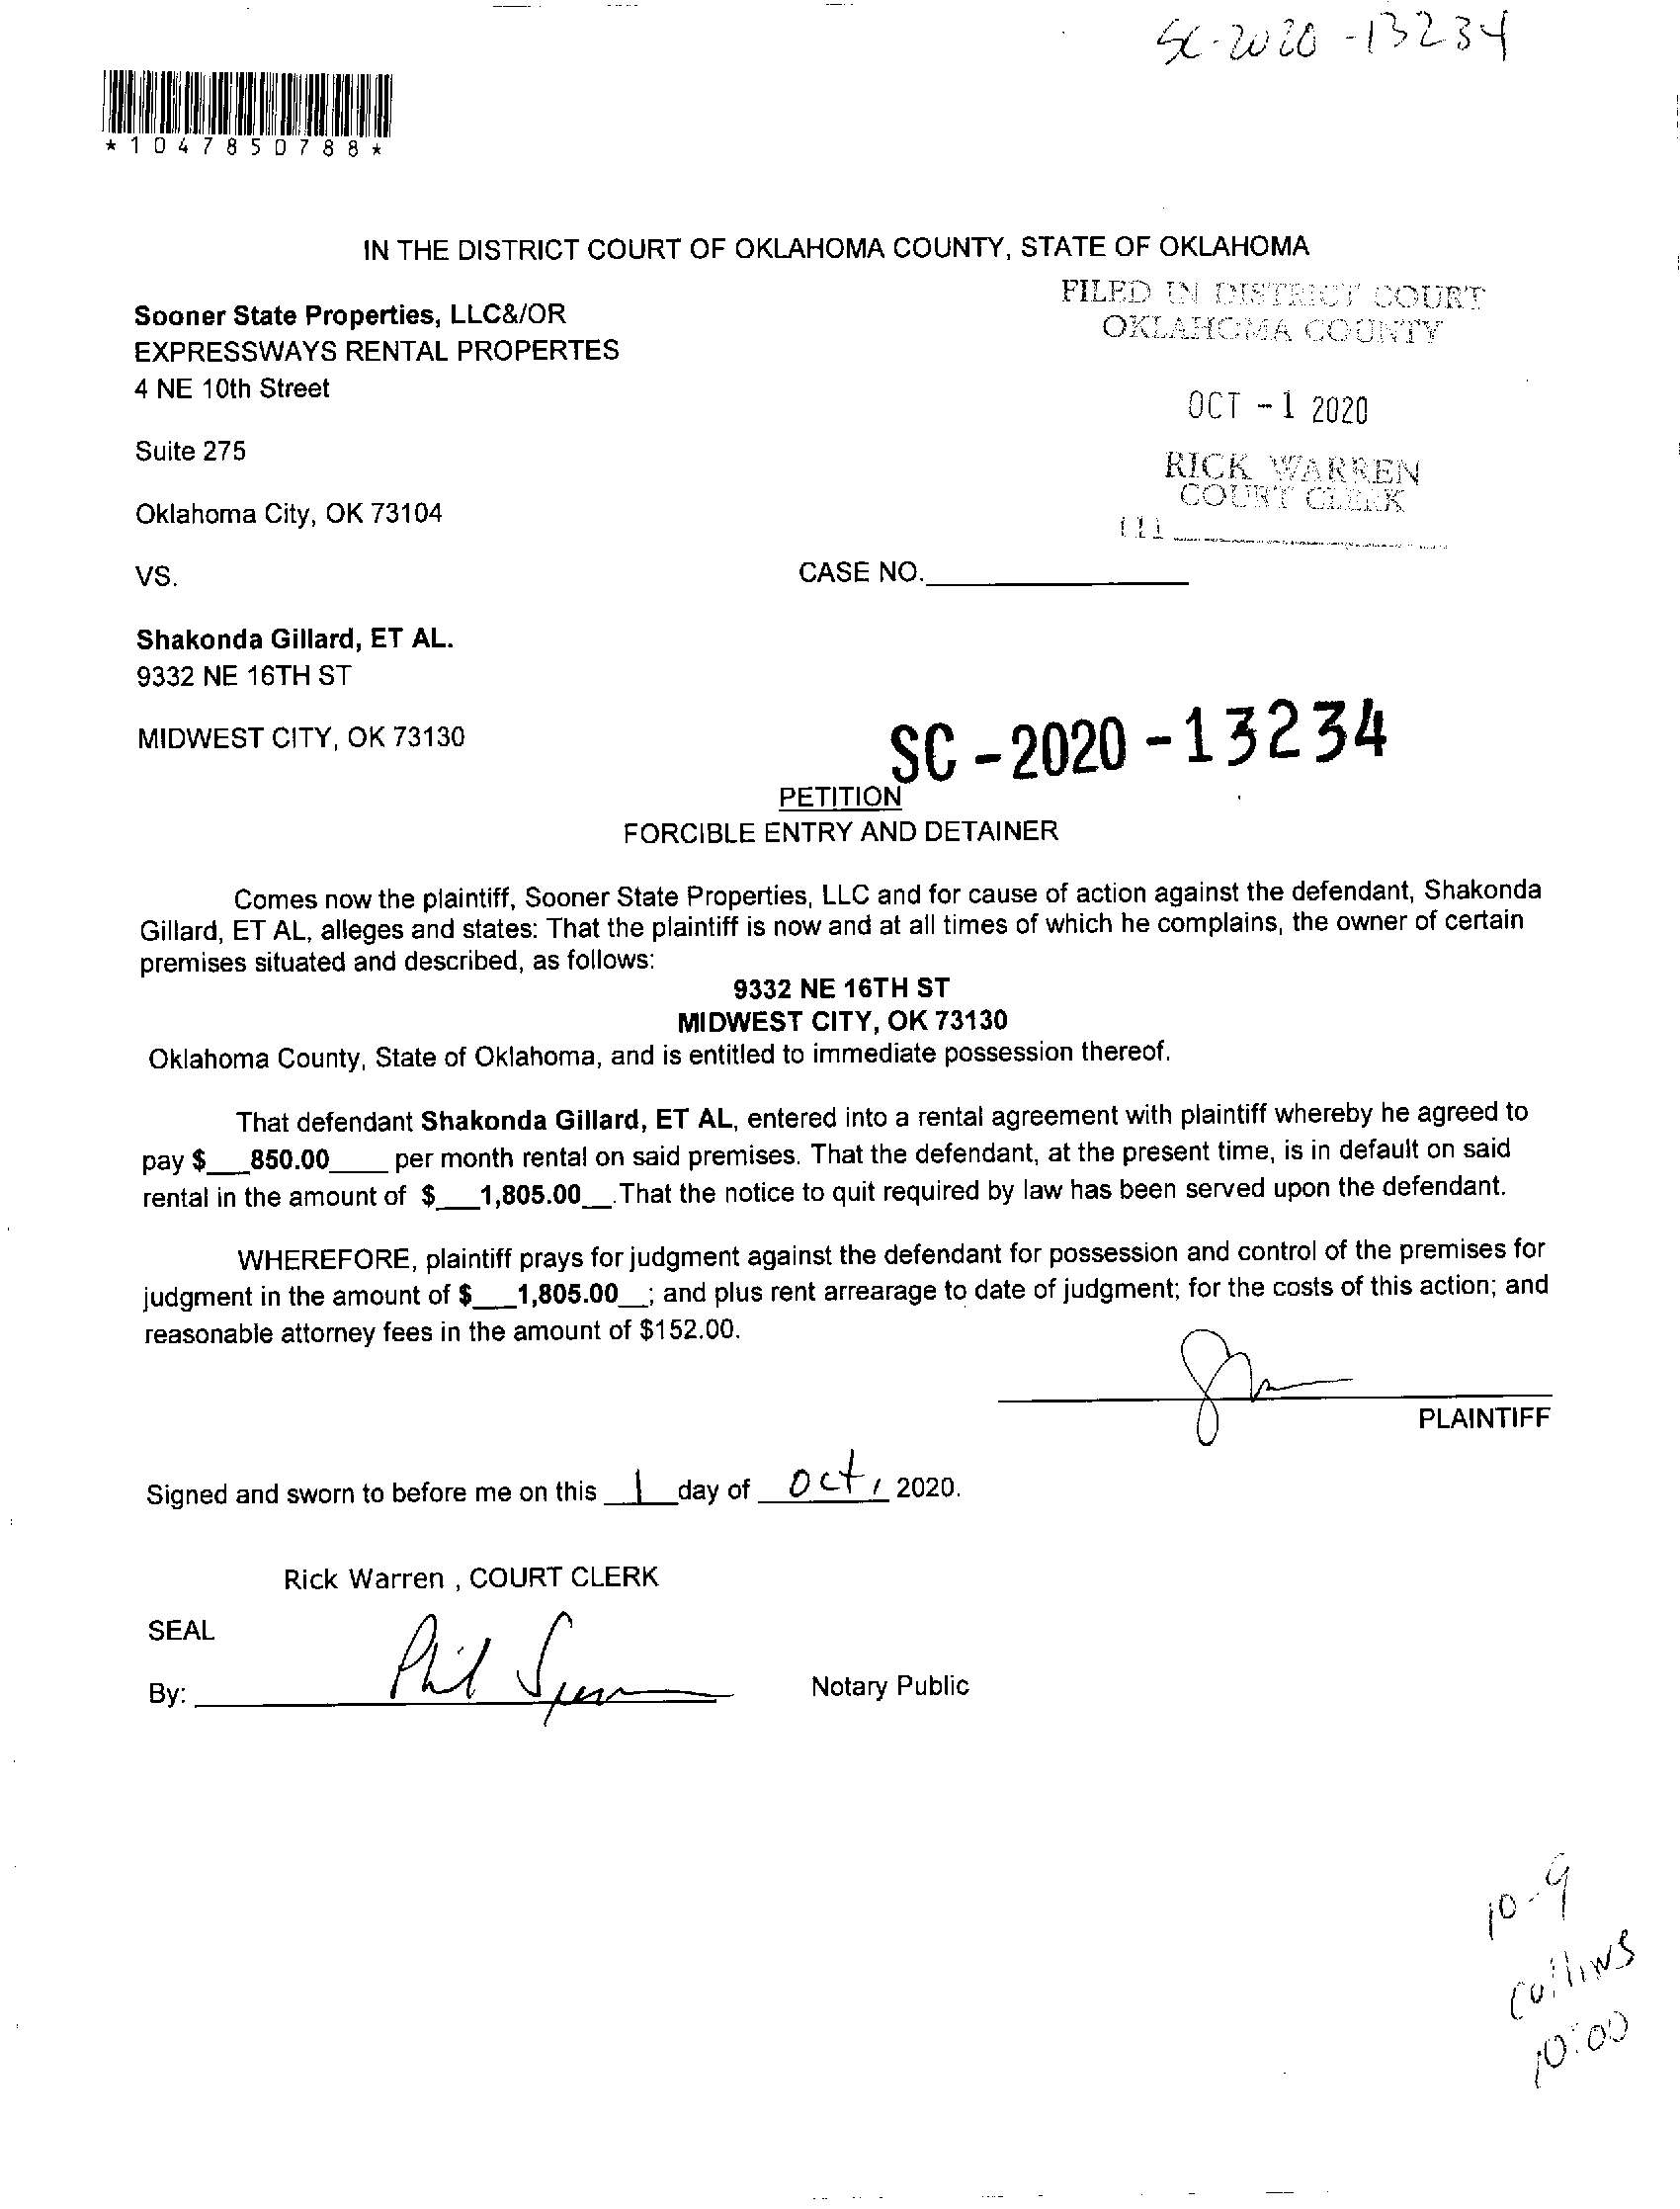 SC-2020-13234
*1047850788*
IN THE DISTRICT COURT OF OKLAHOMA COUNTY, STATE OF OKLAHOMA
FILED IN DISTRICT COURT
OKLAHOMA COUNTY
Sooner State Properties, LLC&/OR
EXPRESSWAYS RENTAL PROPERTES
4 NE 10th Street
OCT -1 2020
Suite 275
RICK WARREN
COURT CLERK
Oklahoma City, OK 73104
VS.
CASE NO.____________
Shakonda Gillard, ET AL.
9332 NE 16TH ST
MIDWEST CITY, OK 73130
SC-2020-13234
PETITION
FORCIBLE ENTRY AND DETAINER
Comes now the plaintiff, Sooner State Properties, LLC and for cause of action against the defendant, Shakonda
Gillard, ET AL, alleges and states: That the plaintiff is now and at all times of which he complains, the owner of certain
premises situated and described, as follows:
9332 NE 16TH ST
MIDWEST CITY, OK 73130
Oklahoma County, State of Oklahoma, and is entitled to immediate possession thereof.
That defendant Shakonda Gillard, ET AL, entered into a rental agreement with plaintiff whereby he agreed to
pay $___850.00____ per month rental on said premises. That the defendant, at the present time, is in default on said
rental in the amount of $___1,805.00__.That the notice to quit required by law has been served upon the defendant.
WHEREFORE, plaintiff prays for judgment against the defendant for possession and control of the premises for
judgment in the amount of $___1,805.00__; and plus rent arrearage to date of judgment; for the costs of this action; and
reasonable attorney fees in the amount of $152.00.
PLAINTIFF
Signed and sworn to before me on this 1 day of Oct, 2020.
Rick Warren , COURT CLERK
SEAL
By: Phil
Notary Public
10-9
Collins
10:00